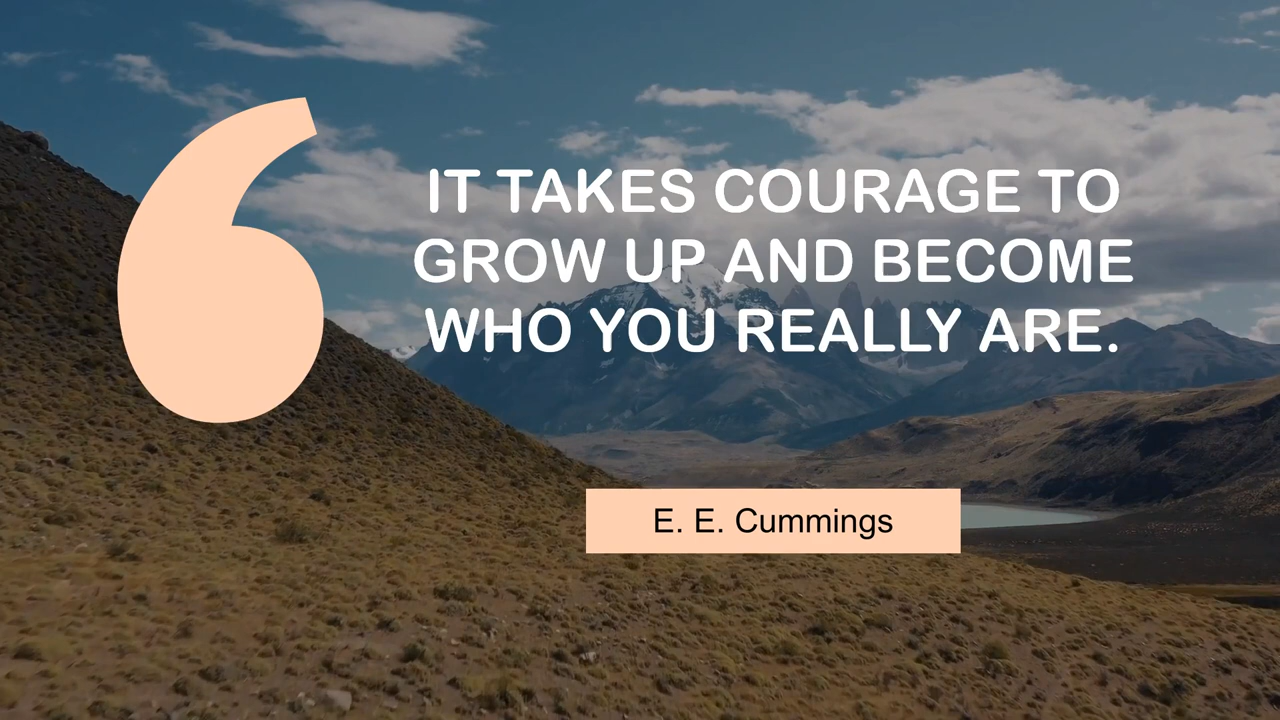 IT TAKES COURAGE TO
GROW UP AND BECOME
WHO YOU REALLY ARE.
E. E. Cummings